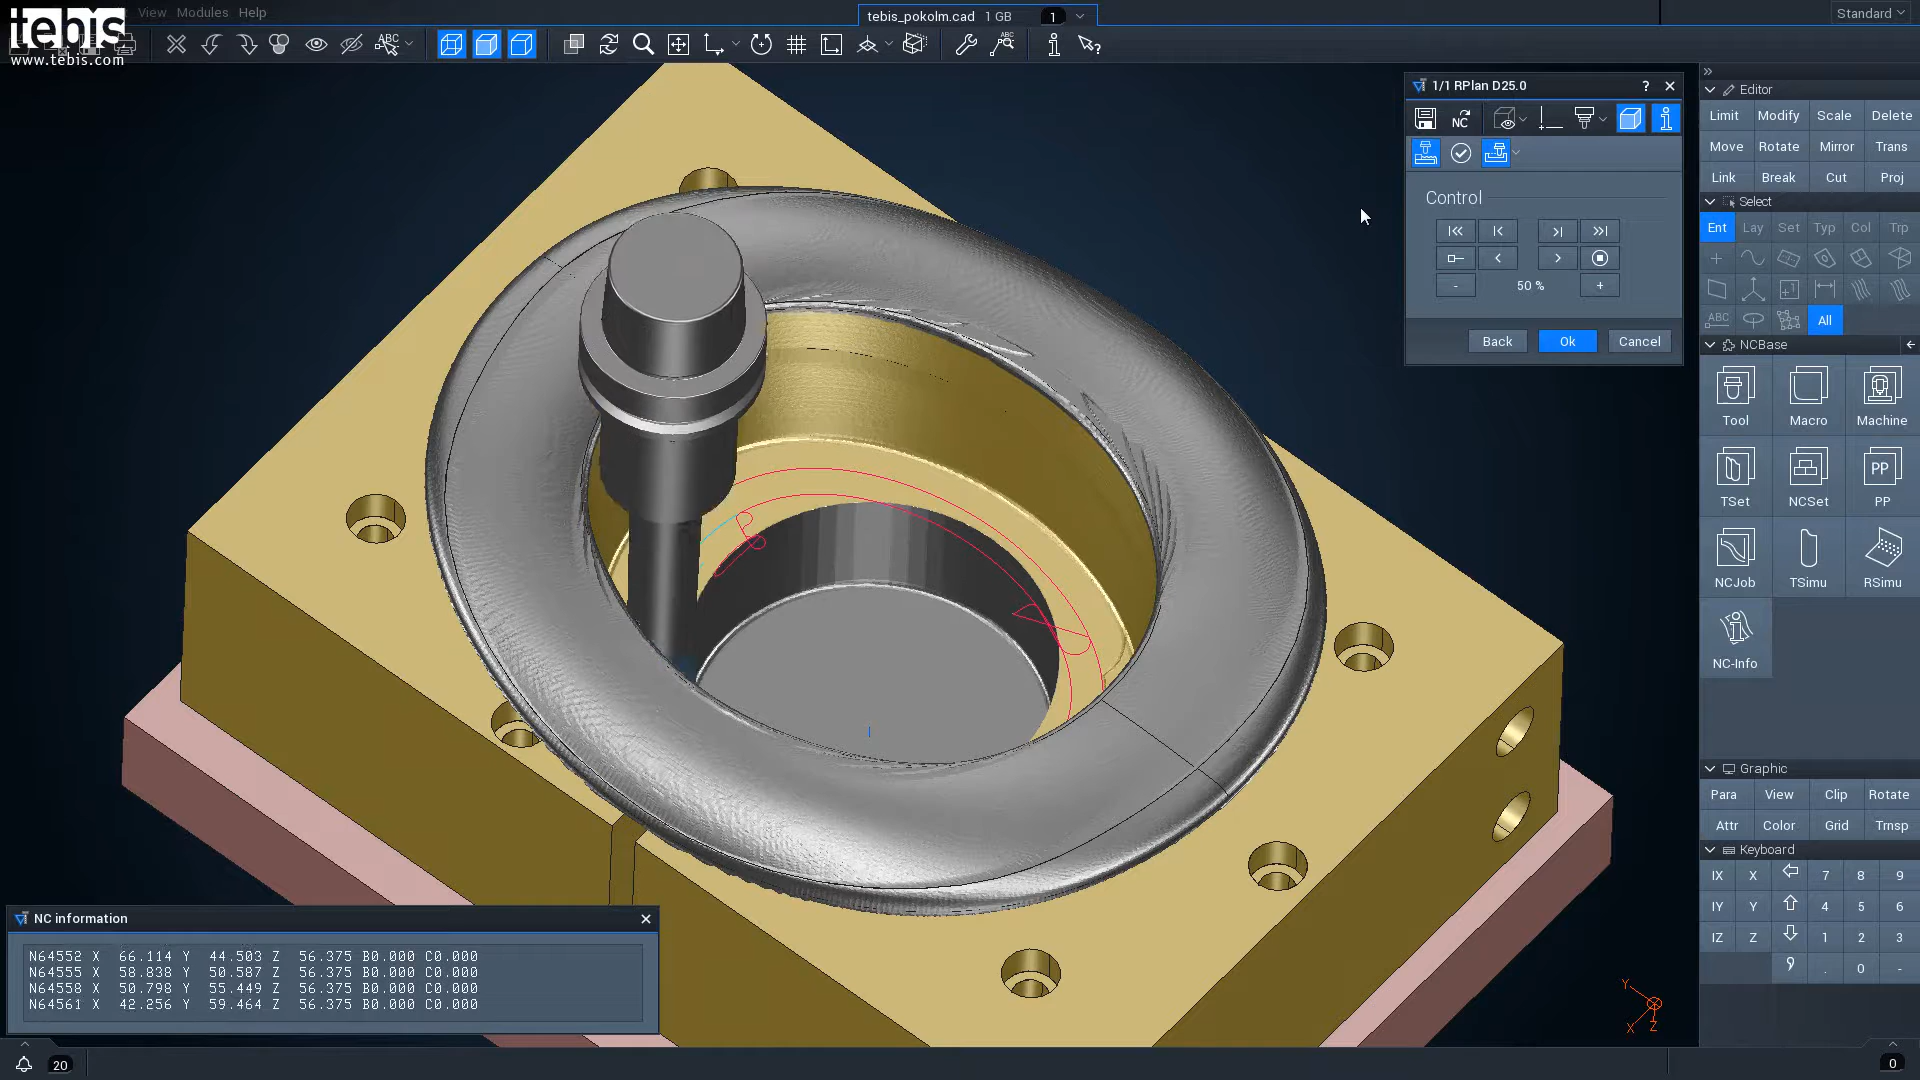 tebis
www.tebis.com
View Modules Help
tebis_pokolm.cad 1 GB 1
Standard
ABC
ABC
1/1 RPlan D25.0 ?
NC
Control
- 50 % +
Back Ok Cancel
Editor
Limit Modify Scale Delete
Move Rotate Mirror Trans
Link Break Cut Proj
Select
Ent Lay Set Typ Col Trp
ABC All
NCBase
Tool Macro Machine
PP
TSet NCSet PP
NCJob TSimu RSimu
NC-Info
Graphic
Para View Clip Rotate
Attr Color Grid Trnsp
Keyboard
IX X 7 8 9
IY Y 4 5 6
IZ Z 1 2 3
, . 0 -
NC information
N64552 X 66.114 Y 44.503 Z 56.375 B0.000 C0.000
N64555 X 58.838 Y 50.587 Z 56.375 B0.000 C0.000
N64558 X 50.798 Y 55.449 Z 56.375 B0.000 C0.000
N64561 X 42.256 Y 59.464 Z 56.375 B0.000 C0.000
Y
X Z
20
0